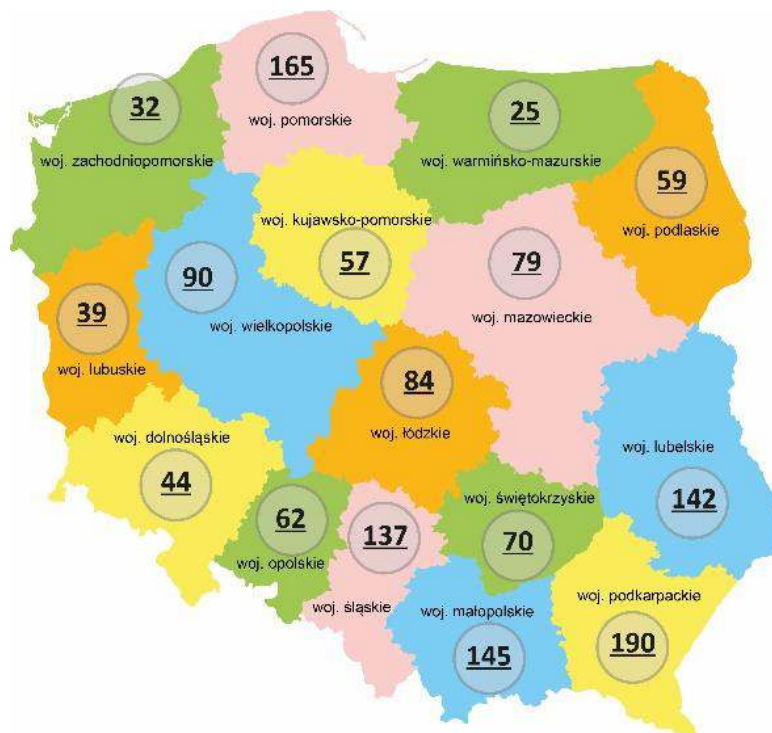 165
woj. pomorskie
32
woj. zachodniopomorskie
25
woj. warmińsko-mazurskie
59
woj. podlaskie
woj. kujawsko-pomorskie
57
79
woj. mazowieckie
90
woj. wielkopolskie
39
woj. lubuskie
84
woj. łódzkie
woj. dolnośląskie
44
woj. lubelskie
142
62
woj. opolskie
137
woj. śląskie
woj. świętokrzyskie
70
woj. małopolskie
145
woj. podkarpackie
190